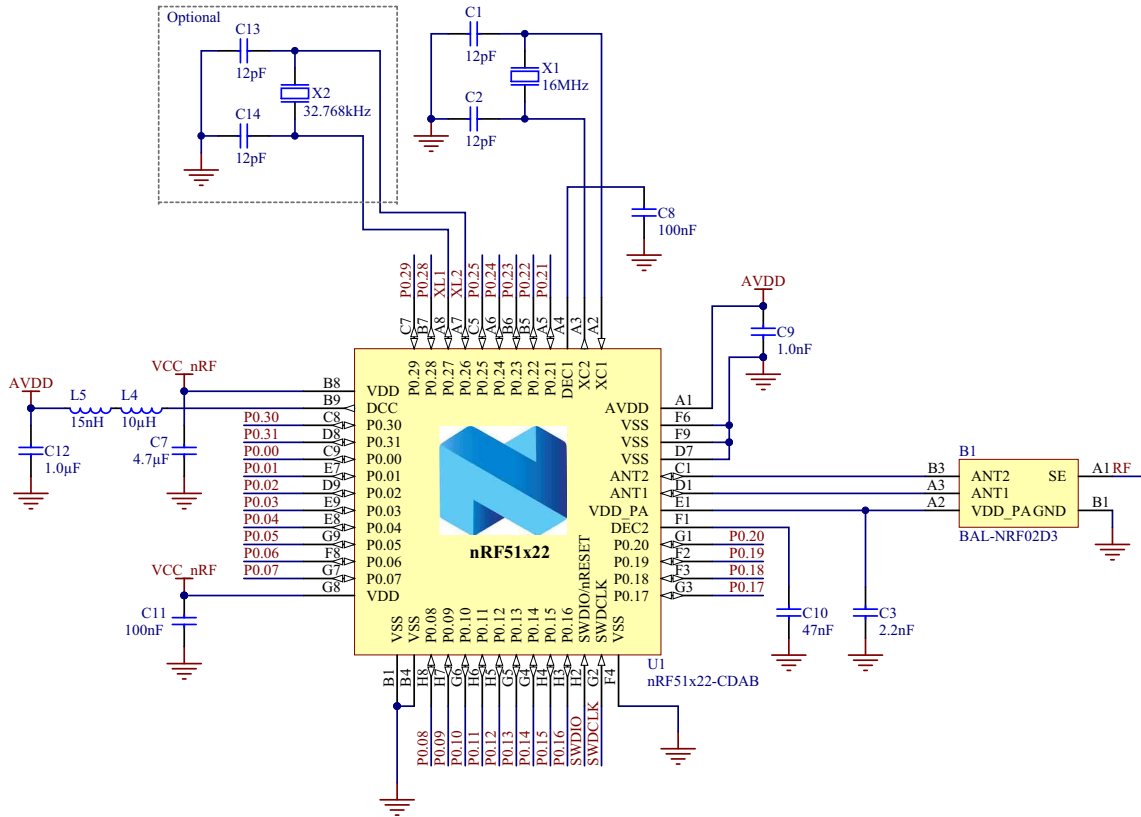 Optional
C13
12pF
X2
32.768kHz
C14
12pF
C1
12pF
X1
16MHz
C2
12pF
C8
100nF
P0.29
P0.28
XL1
XL2
P0.25
P0.24
P0.23
P0.22
P0.21
C7
B7
A8
A7
C5
A6
B6
B5
A5
A4
A3
A2
P0.29
P0.28
P0.27
P0.26
P0.25
P0.24
P0.23
P0.22
P0.21
DEC1
XC2
XC1
AVDD
C9
1.0nF
VCC_nRF
AVDD
L5
15nH
L4
10µH
C12
1.0µF
C7
4.7µF
B8 VDD
B9 DCC
P0.30 C8 P0.30
P0.31 D8 P0.31
P0.00 C9 P0.00
P0.01 E7 P0.01
P0.02 D9 P0.02
P0.03 E9 P0.03
P0.04 E8 P0.04
P0.05 G9 P0.05
P0.06 F8 P0.06
P0.07 G7 P0.07
G8 VDD
VCC_nRF
C11
100nF
nRF51x22
AVDD A1
VSS F6
VSS F9
VSS D7
ANT2 C1
ANT1 D1
VDD_PA E1
DEC2 F1
P0.20 G1 P0.20
P0.19 F2 P0.19
P0.18 F3 P0.18
P0.17 G3 P0.17
B1
B3 ANT2 SE A1 RF
A3 ANT1
A2 VDD_PA GND B1
BAL-NRF02D3
C10
47nF
C3
2.2nF
VSS
VSS
P0.08
P0.09
P0.10
P0.11
P0.12
P0.13
P0.14
P0.15
P0.16
SWDIO/nRESET
SWDCLK
VSS
U1
nRF51x22-CDAB
B1
B4
H8
H7
G6
H6
H5
G5
G4
H4
H3
H2
G2
F4
P0.08
P0.09
P0.10
P0.11
P0.12
P0.13
P0.14
P0.15
P0.16
SWDIO
SWDCLK